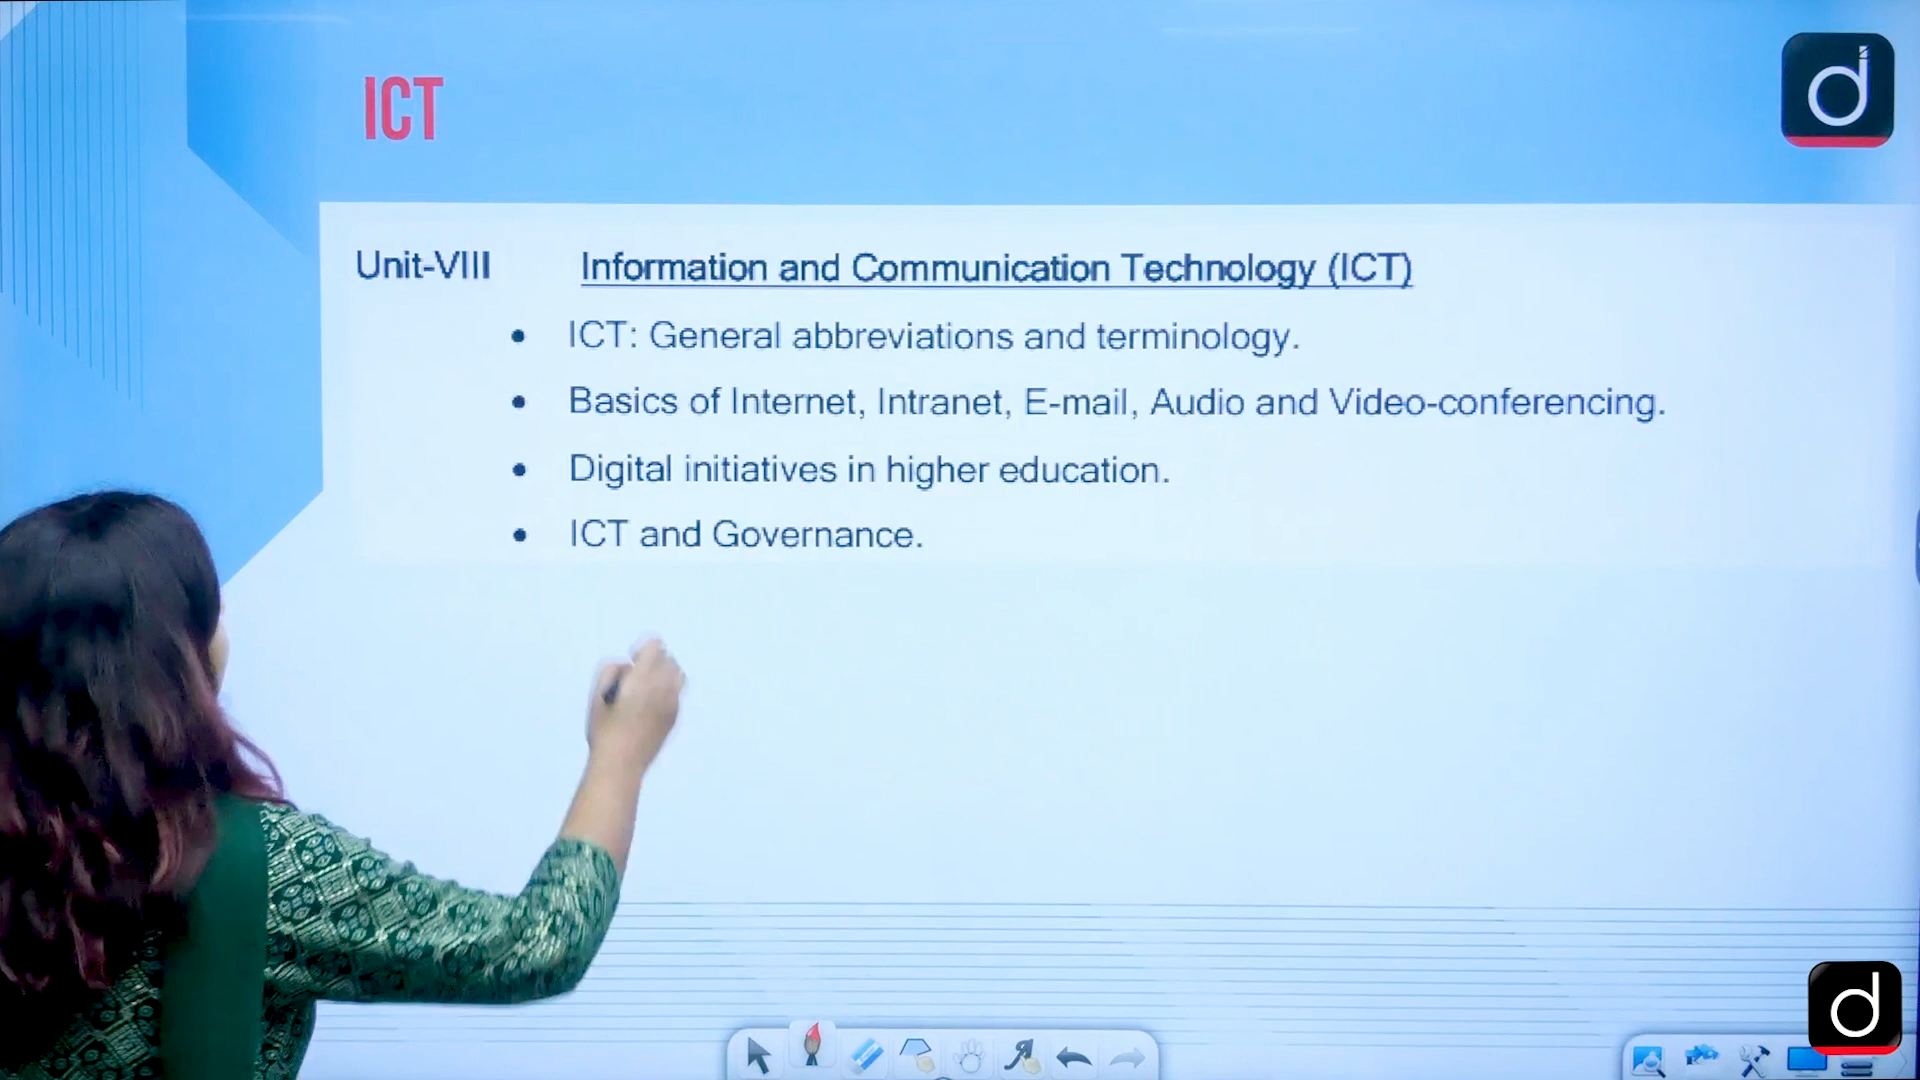 ICT
Unit-VIII Information and Communication Technology (ICT)
• ICT: General abbreviations and terminology.
• Basics of Internet, Intranet, E-mail, Audio and Video-conferencing.
• Digital initiatives in higher education.
• ICT and Governance.
d
d